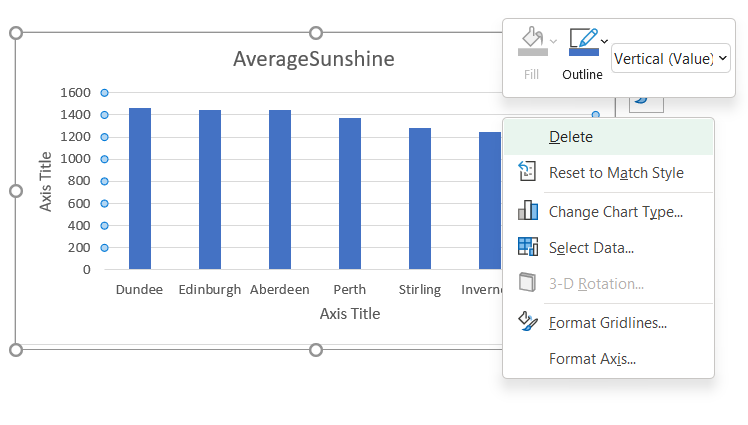 AverageSunshine
1600
1400
1200
1000
800
600
400
200
0
Axis Title
Dundee Edinburgh Aberdeen Perth Stirling
Axis Title
Fill Outline Vertical (Value)
Delete
Reset to Match Style
Change Chart Type...
Select Data...
3-D Rotation...
Format Gridlines...
Format Axis...